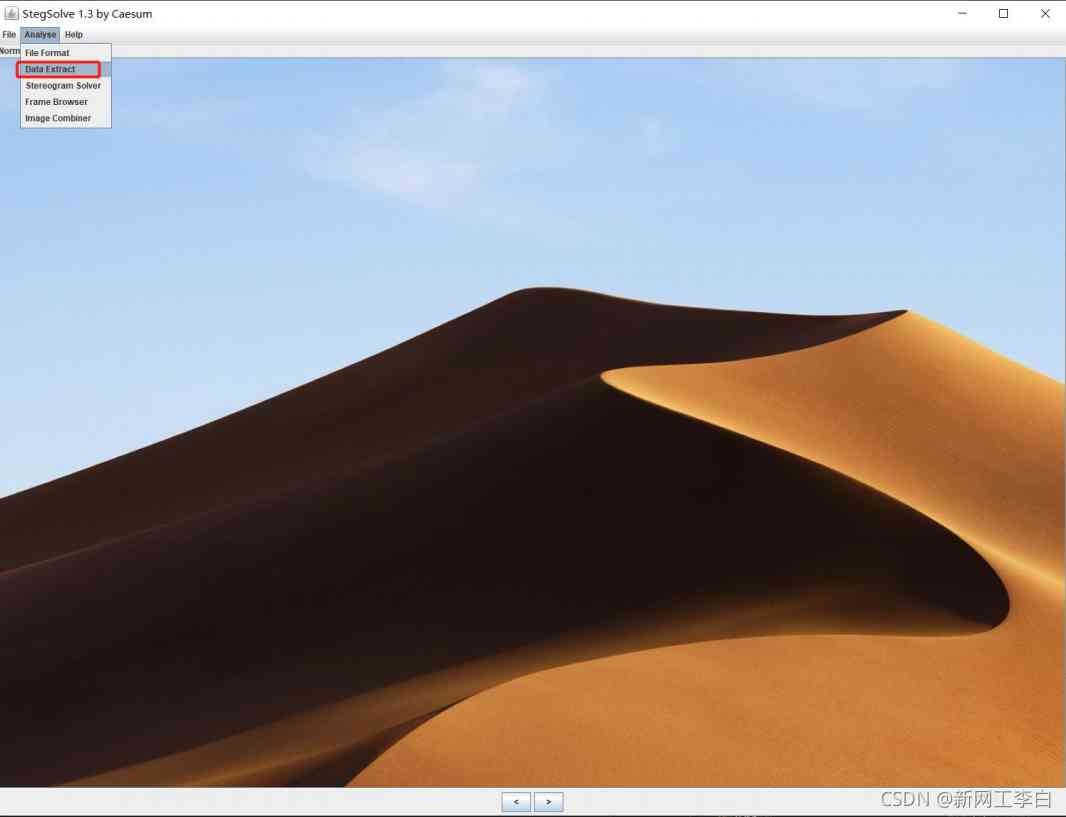 StegSolve 1.3 by Caesum
File Analyse Help
Norm
File Format
Data Extract
Stereogram Solver
Frame Browser
Image Combiner
< >
CSDN @新网工李白